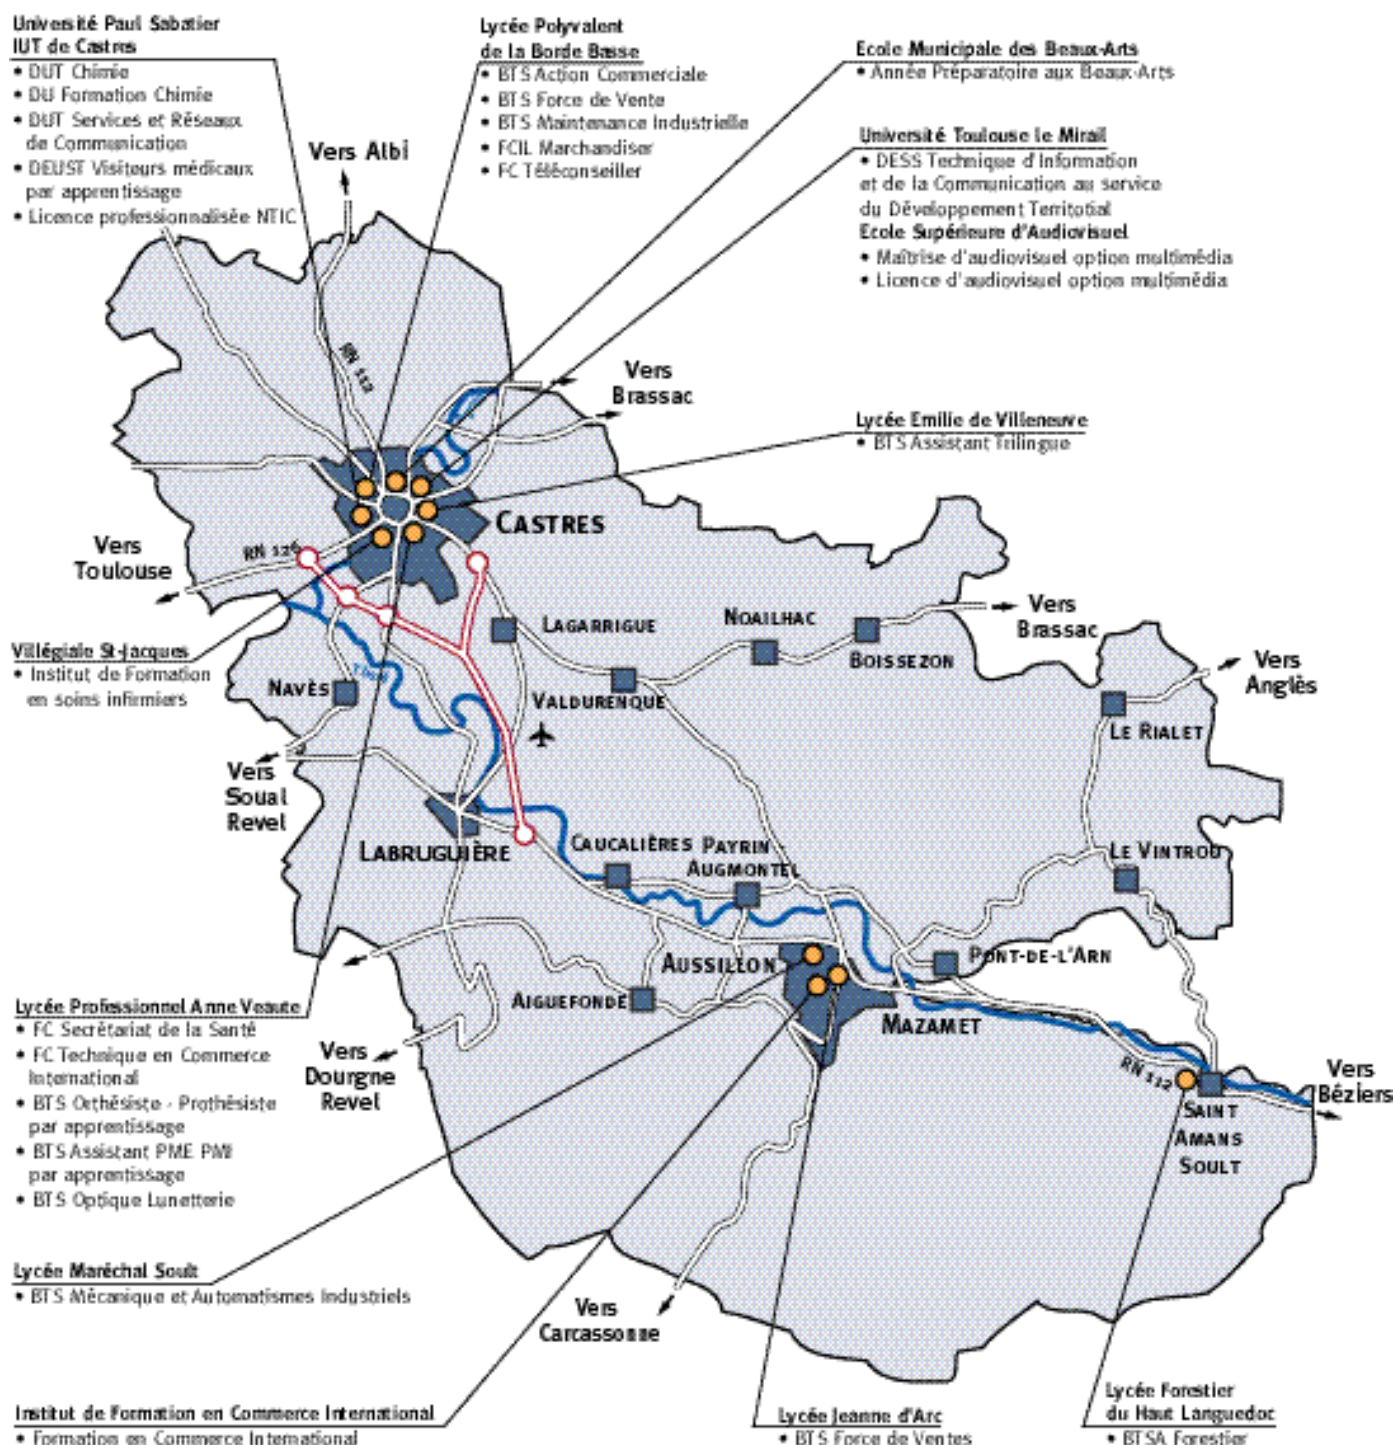 Université Paul Sabatier
IUT de Castres
• DUT Chimie
• DU Formation Chimie
• DUT Services et Réseaux
de Communication
• DEUST Visiteurs médicaux
par apprentissage
• Licence professionnalisée NTIC
Lycée Polyvalent
de la Borde Basse
• BTS Action Commerciale
• BTS Force de Vente
• BTS Maintenance Industrielle
• FCIL Marchandiser
• FC Téléconseiller
Ecole Municipale des Beaux-Arts
• Année Préparatoire aux Beaux-Arts
Université Toulouse le Mirail
• DESS Technique d'Information
et de la Communication au service
du Développement Territotial
Ecole Supérieure d'Audiovisuel
• Maîtrise d'audiovisuel option multimédia
• Licence d'audiovisuel option multimédia
Vers Albi
RN 112
Vers
Brassac
Lycée Emilie de Villeneuve
• BTS Assistant Trilingue
CASTRES
Vers
Toulouse
RN 126
LAGARRIGUE
NOAILHAC
BOISSEZON
Vers
Brassac
Villégiale St-Jacques
• Institut de Formation
en soins infirmiers
NAVÈS
VALDURENQUE
Vers
Anglès
LE RIALET
Vers
Soual
Revel
LABRUGUIÈRE
CAUCALIÈRES
PAYRIN
AUGMONTEL
LE VINTROU
AUSSILLON
PONT-DE-L'ARN
AIGUEFONDE
MAZAMET
Lycée Professionnel Anne Veaute
• FC Secrétariat de la Santé
• FC Technique en Commerce
International
• BTS Orthésiste - Prothésiste
par apprentissage
• BTS Assistant PME PMI
par apprentissage
• BTS Optique Lunetterie
Vers
Dourgne
Revel
RN 112
Vers
Béziers
SAINT
AMANS
SOULT
Lycée Maréchal Soult
• BTS Mécanique et Automatismes Industriels
Vers
Carcassonne
Institut de Formation en Commerce International
• Formation en Commerce International
Lycée Jeanne d'Arc
• BTS Force de Ventes
Lycée Forestier
du Haut Languedoc
• BTSA Forestier